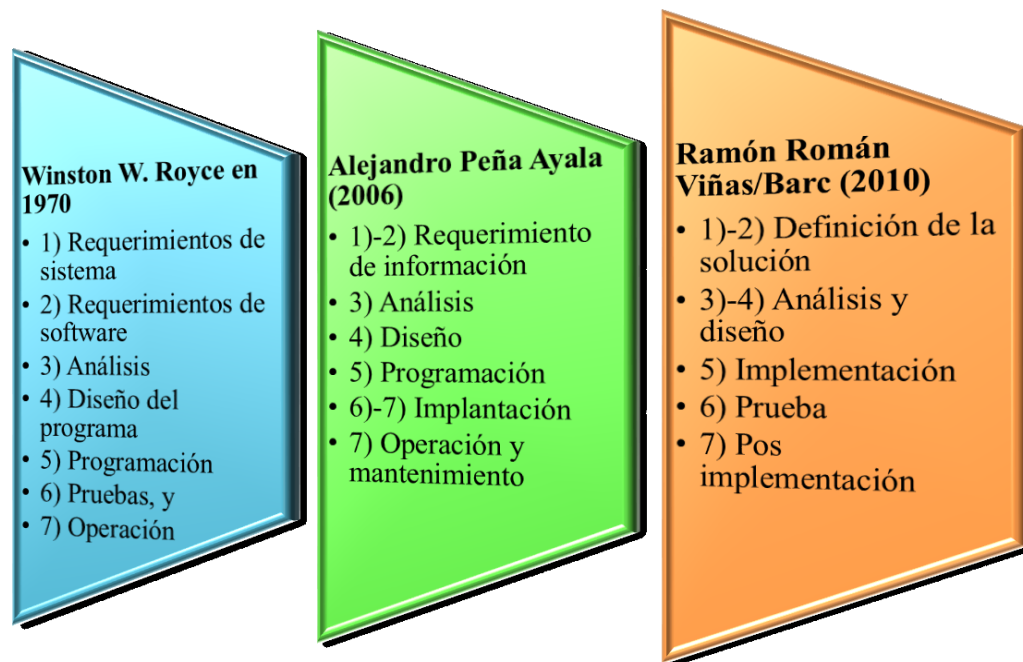 Winston W. Royce en
1970
• 1) Requerimientos de
sistema
• 2) Requerimientos de
software
• 3) Análisis
• 4) Diseño del
programa
• 5) Programación
• 6) Pruebas, y
• 7) Operación
Alejandro Peña Ayala
(2006)
• 1)-2) Requerimiento
de información
• 3) Análisis
• 4) Diseño
• 5) Programación
• 6)-7) Implantación
• 7) Operación y
mantenimiento
Ramón Román
Viñas/Barc (2010)
• 1)-2) Definición de la
solución
• 3)-4) Análisis y
diseño
• 5) Implementación
• 6) Prueba
• 7) Pos
implementación